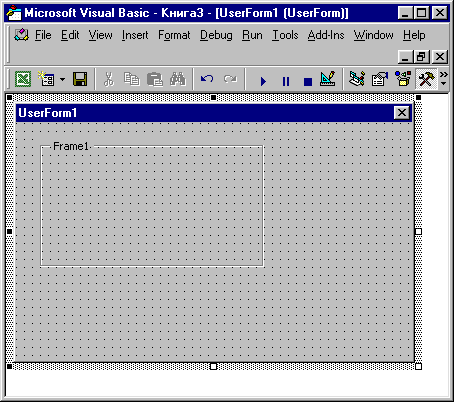 Microsoft Visual Basic - Книга3 - [UserForm1 (UserForm)]
File Edit View Insert Format Debug Run Tools Add-Ins Window Help
UserForm1
Frame1